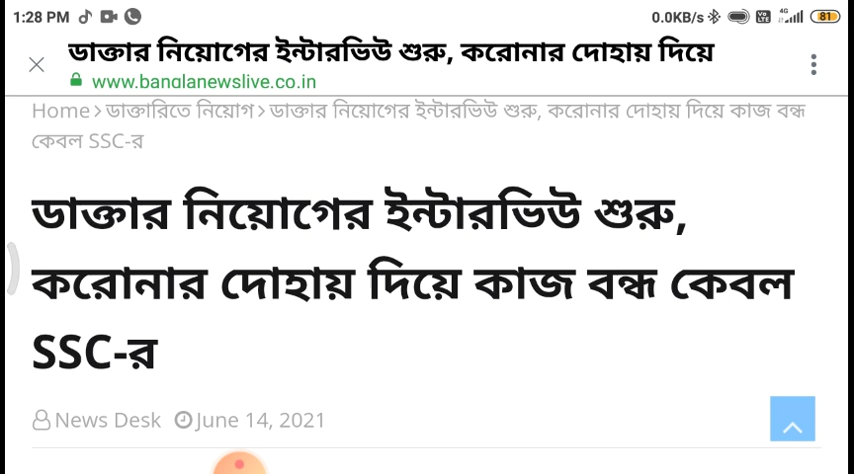 1:28 PM
0.0KB/s 4G 81
ডাক্তার নিয়োগের ইন্টারভিউ শুরু, করোনার দোহায় দিয়ে
www.banglanewslive.co.in
Home > ডাক্তারিতে নিয়োগ > ডাক্তার নিয়োগের ইন্টারভিউ শুরু, করোনার দোহায় দিয়ে কাজ বন্ধ
কেবল SSC-র
ডাক্তার নিয়োগের ইন্টারভিউ শুরু,
করোনার দোহায় দিয়ে কাজ বন্ধ কেবল
SSC-র
News Desk June 14, 2021